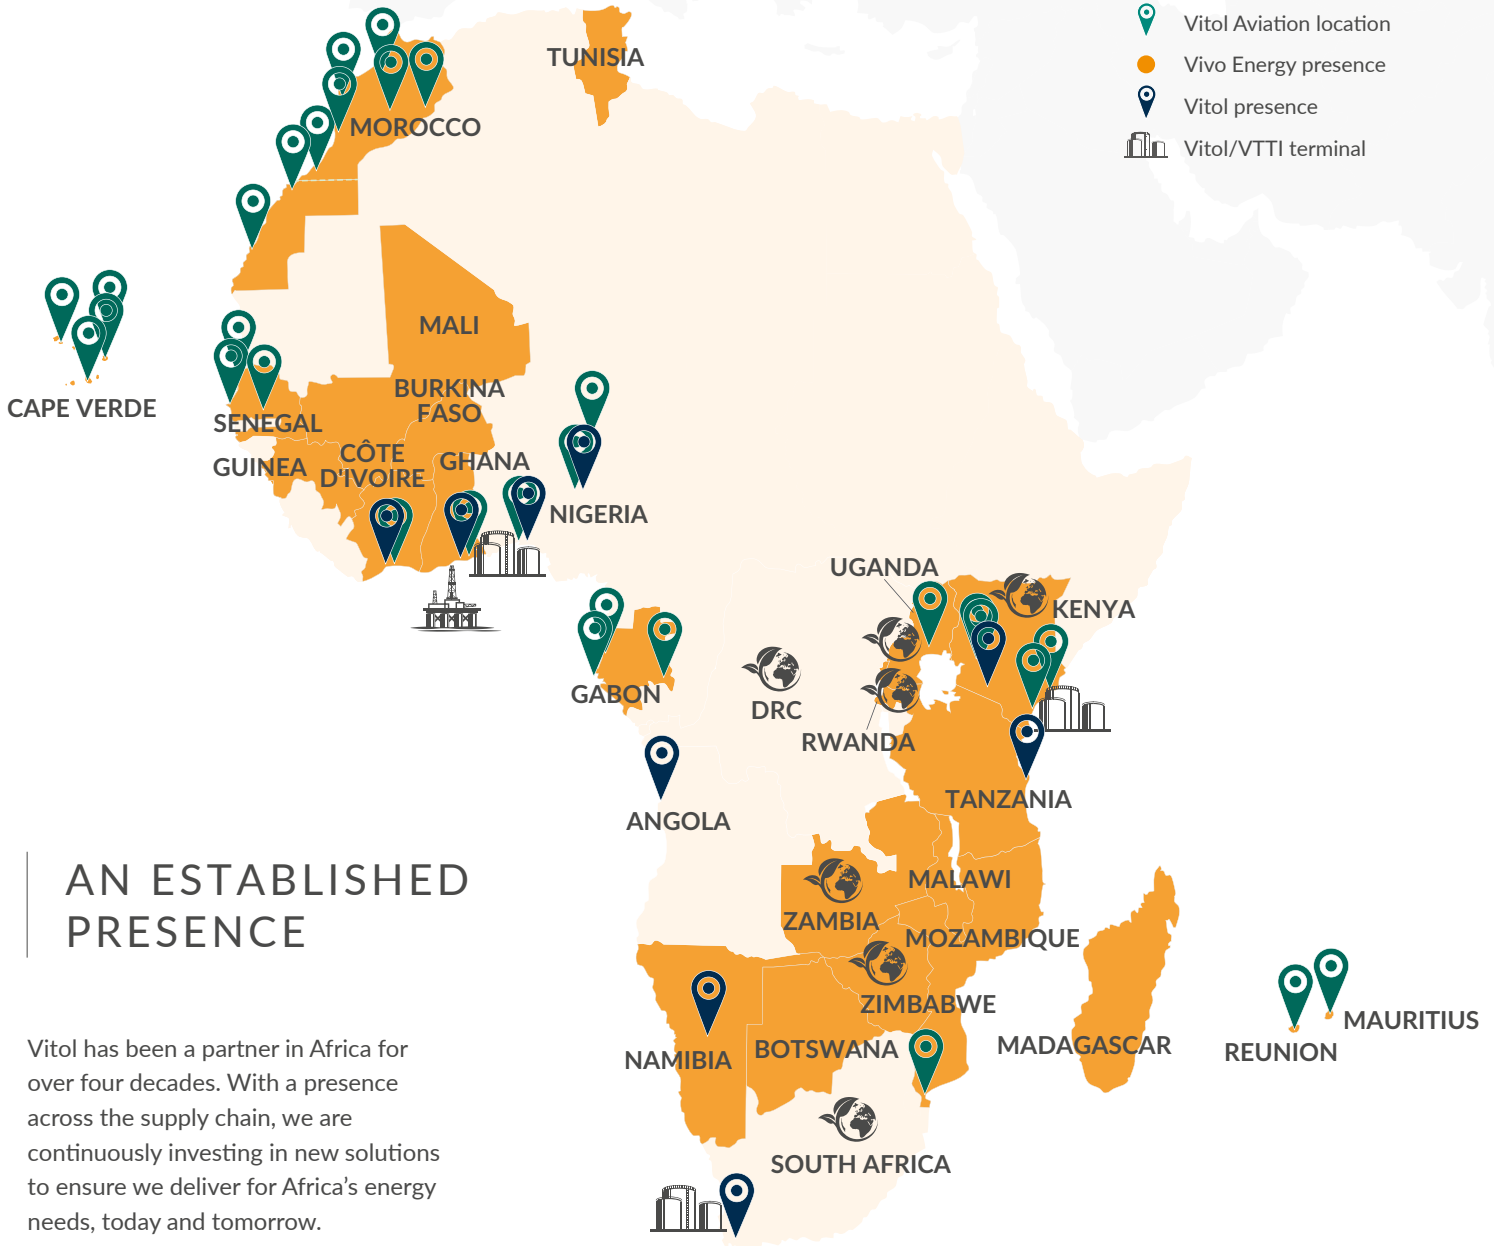 Vitol Aviation location
Vivo Energy presence
Vitol presence
Vitol/VTTI terminal
TUNISIA
MOROCCO
MALI
CAPE VERDE
BURKINA
FASO
SENEGAL
CÔTE
D'IVOIRE
GHANA
GUINEA
NIGERIA
UGANDA
KENYA
GABON
DRC
RWANDA
TANZANIA
ANGOLA
MALAWI
ZAMBIA
MOZAMBIQUE
ZIMBABWE
MAURITIUS
NAMIBIA
BOTSWANA
MADAGASCAR
REUNION
SOUTH AFRICA
AN ESTABLISHED
PRESENCE
Vitol has been a partner in Africa for
over four decades. With a presence
across the supply chain, we are
continuously investing in new solutions
to ensure we deliver for Africa’s energy
needs, today and tomorrow.